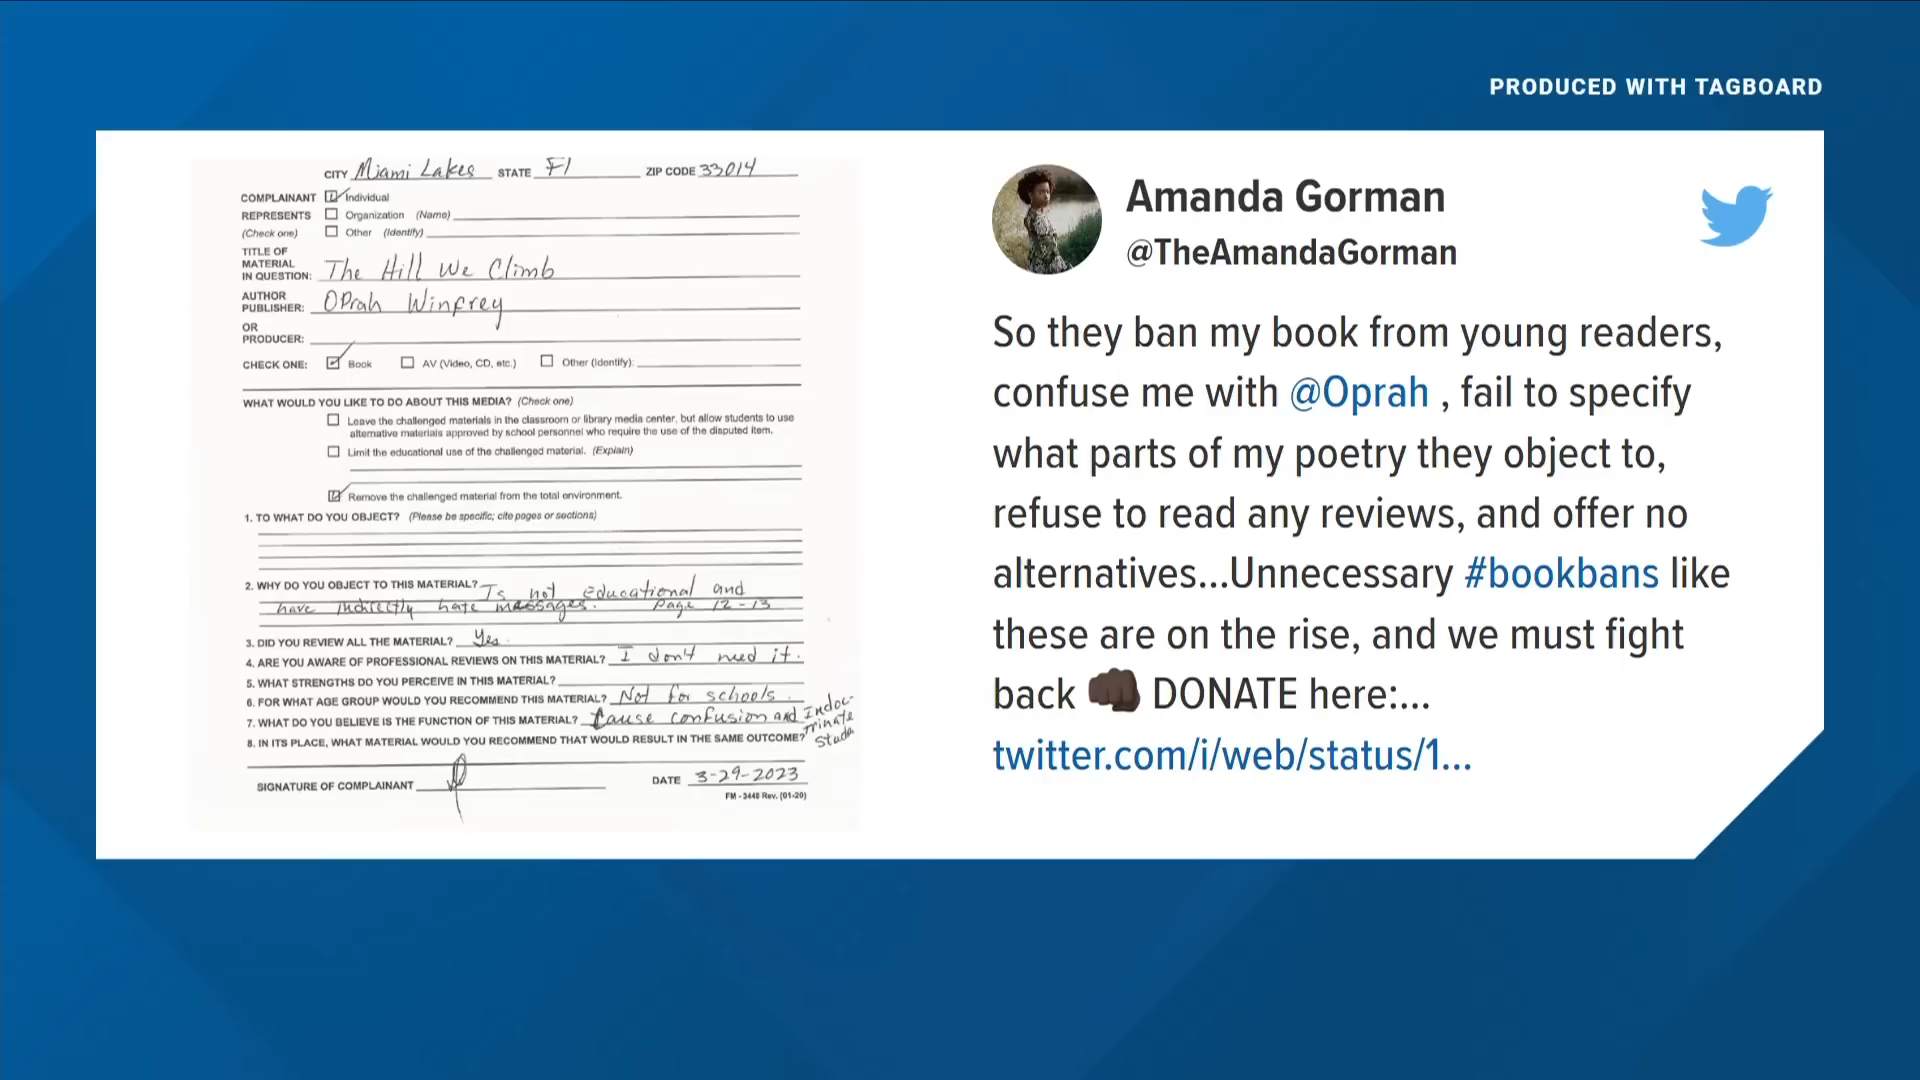 PRODUCED WITH TAGBOARD
CITY Miami Lakes STATE Fl ZIP CODE 33014
COMPLAINANT Individual
REPRESENTS Organization (Name)
(Check one) Other (Identify)
TITLE OF
MATERIAL
IN QUESTION: The Hill We Climb
AUTHOR
PUBLISHER: Oprah Winfrey
OR
PRODUCER:
CHECK ONE: Book AV (Video, CD, etc.) Other (Identify):
WHAT WOULD YOU LIKE TO DO ABOUT THIS MEDIA? (Check one)
Leave the challenged materials in the classroom or library media center, but allow students to use
alternative materials approved by school personnel who require the use of the disputed item.
Limit the educational use of the challenged material. (Explain)
Remove the challenged material from the total environment.
1. TO WHAT DO YOU OBJECT? (Please be specific; cite pages or sections)
2. WHY DO YOU OBJECT TO THIS MATERIAL? Is not educational and
have indirectly hate messages. Page 12-13
3. DID YOU REVIEW ALL THE MATERIAL? Yes.
4. ARE YOU AWARE OF PROFESSIONAL REVIEWS ON THIS MATERIAL? I don't need it.
5. WHAT STRENGTHS DO YOU PERCEIVE IN THIS MATERIAL?
6. FOR WHAT AGE GROUP WOULD YOU RECOMMEND THIS MATERIAL? Not for schools.
7. WHAT DO YOU BELIEVE IS THE FUNCTION OF THIS MATERIAL? Cause confusion and Indoc-
trinate
8. IN ITS PLACE, WHAT MATERIAL WOULD YOU RECOMMEND THAT WOULD RESULT IN THE SAME OUTCOME?
SIGNATURE OF COMPLAINANT DATE 3-29-2023
FM - 3448 Rev. (01-20)
Amanda Gorman
@TheAmandaGorman
So they ban my book from young readers,
confuse me with @Oprah , fail to specify
what parts of my poetry they object to,
refuse to read any reviews, and offer no
alternatives...Unnecessary #bookbans like
these are on the rise, and we must fight
back 👊🏿 DONATE here:...
twitter.com/i/web/status/1...